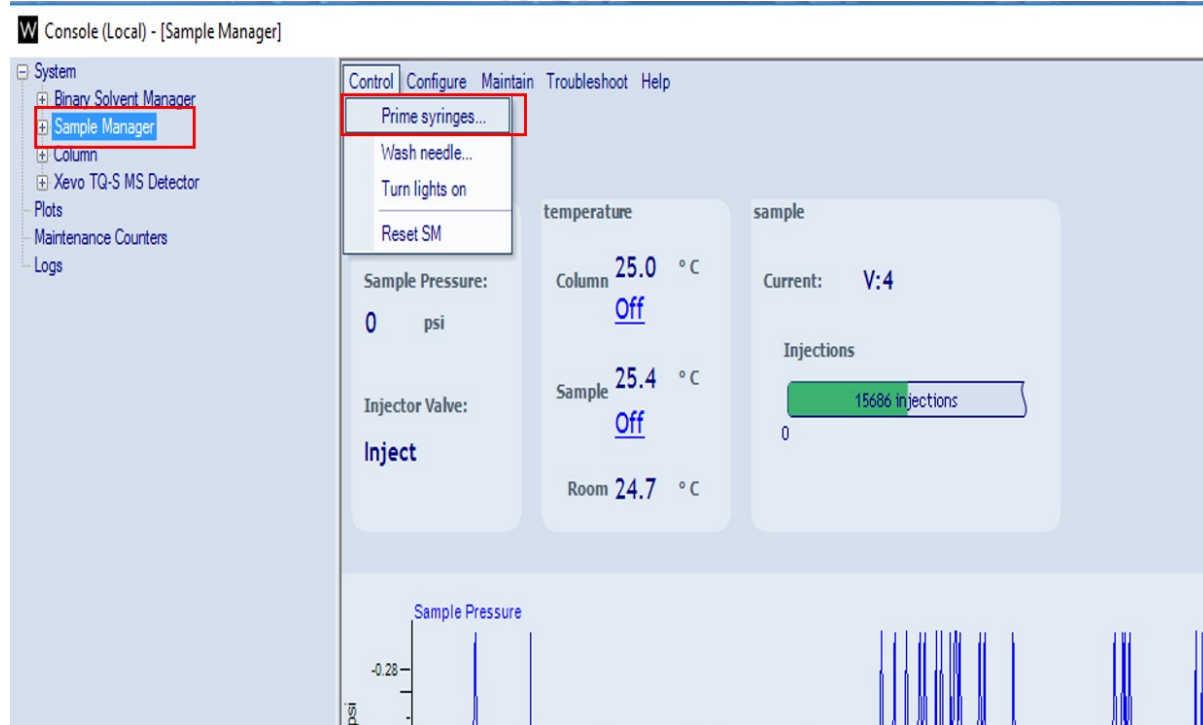 W Console (Local) - [Sample Manager]
System
Binary Solvent Manager
Sample Manager
Column
Xevo TQ-S MS Detector
Plots
Maintenance Counters
Logs
Control Configure Maintain Troubleshoot Help
Prime syringes...
Wash needle...
Turn lights on
Reset SM
Sample Pressure:
0 psi
Injector Valve:
Inject
temperature
Column 25.0 °C
Off
Sample 25.4 °C
Off
Room 24.7 °C
sample
Current: V:4
Injections
15686 injections
0
Sample Pressure
-0.28
psi